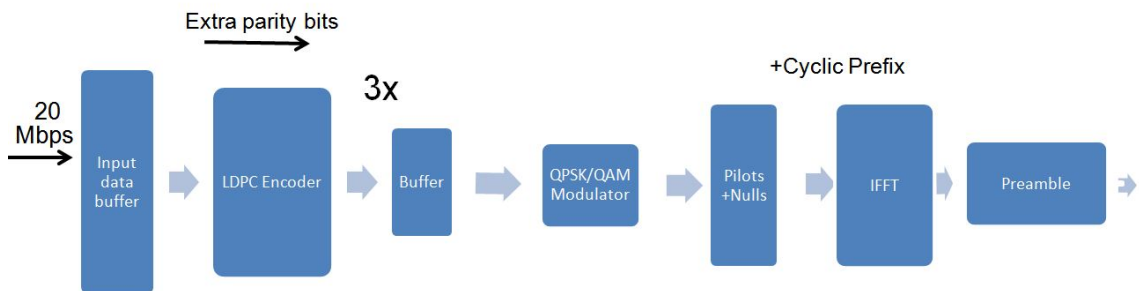 Extra parity bits
+Cyclic Prefix
3x
20
Mbps
Input
data
buffer
LDPC Encoder
Buffer
QPSK/QAM
Modulator
Pilots
+Nulls
IFFT
Preamble